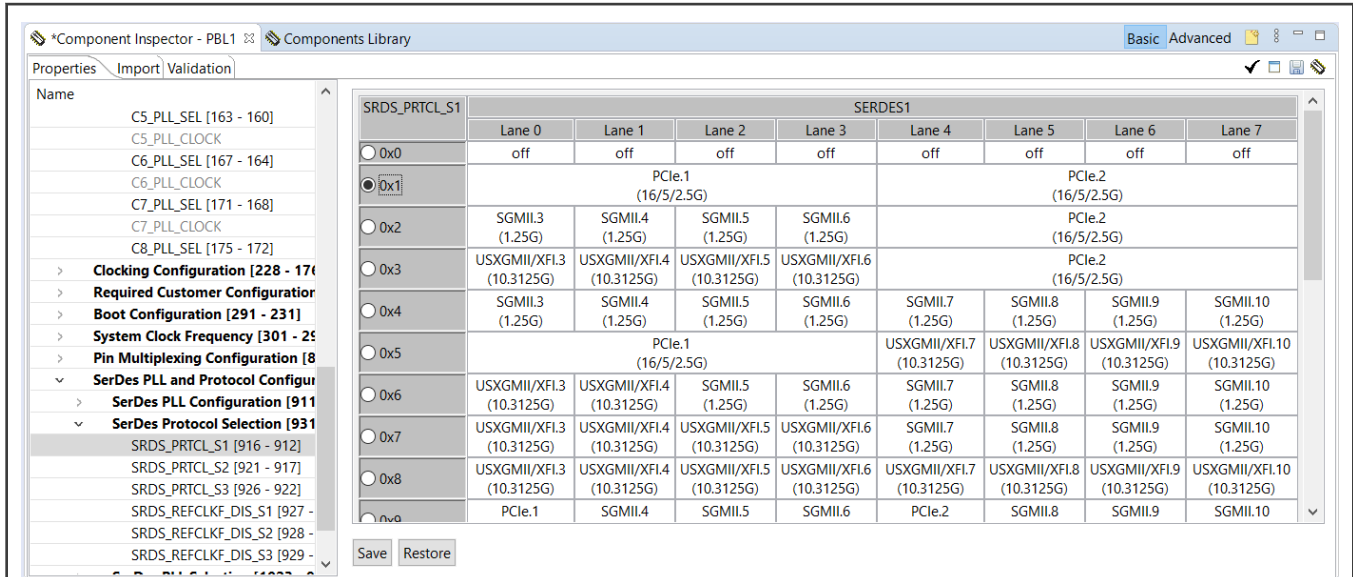 *Component Inspector - PBL1 Components Library Basic Advanced
Properties Import Validation
Name
C5_PLL_SEL [163 - 160]
C5_PLL_CLOCK
C6_PLL_SEL [167 - 164]
C6_PLL_CLOCK
C7_PLL_SEL [171 - 168]
C7_PLL_CLOCK
C8_PLL_SEL [175 - 172]
Clocking Configuration [228 - 176
Required Customer Configuration
Boot Configuration [291 - 231]
System Clock Frequency [301 - 29
Pin Multiplexing Configuration [8
SerDes PLL and Protocol Configur
SerDes PLL Configuration [911
SerDes Protocol Selection [931
SRDS_PRTCL_S1 [916 - 912]
SRDS_PRTCL_S2 [921 - 917]
SRDS_PRTCL_S3 [926 - 922]
SRDS_REFCLKF_DIS_S1 [927 -
SRDS_REFCLKF_DIS_S2 [928 -
SRDS_REFCLKF_DIS_S3 [929 -
SRDS_PRTCL_S1 SERDES1
Lane 0 Lane 1 Lane 2 Lane 3 Lane 4 Lane 5 Lane 6 Lane 7
0x0 off off off off off off off off
0x1 PCIe.1 PCIe.2
(16/5/2.5G) (16/5/2.5G)
0x2 SGMII.3 SGMII.4 SGMII.5 SGMII.6 PCIe.2
(1.25G) (1.25G) (1.25G) (1.25G) (16/5/2.5G)
0x3 USXGMII/XFI.3 USXGMII/XFI.4 USXGMII/XFI.5 USXGMII/XFI.6 PCIe.2
(10.3125G) (10.3125G) (10.3125G) (10.3125G) (16/5/2.5G)
0x4 SGMII.3 SGMII.4 SGMII.5 SGMII.6 SGMII.7 SGMII.8 SGMII.9 SGMII.10
(1.25G) (1.25G) (1.25G) (1.25G) (1.25G) (1.25G) (1.25G) (1.25G)
0x5 PCIe.1 USXGMII/XFI.7 USXGMII/XFI.8 USXGMII/XFI.9 USXGMII/XFI.10
(16/5/2.5G) (10.3125G) (10.3125G) (10.3125G) (10.3125G)
0x6 USXGMII/XFI.3 USXGMII/XFI.4 SGMII.5 SGMII.6 SGMII.7 SGMII.8 SGMII.9 SGMII.10
(10.3125G) (10.3125G) (1.25G) (1.25G) (1.25G) (1.25G) (1.25G) (1.25G)
0x7 USXGMII/XFI.3 USXGMII/XFI.4 USXGMII/XFI.5 USXGMII/XFI.6 SGMII.7 SGMII.8 SGMII.9 SGMII.10
(10.3125G) (10.3125G) (10.3125G) (10.3125G) (1.25G) (1.25G) (1.25G) (1.25G)
0x8 USXGMII/XFI.3 USXGMII/XFI.4 USXGMII/XFI.5 USXGMII/XFI.6 USXGMII/XFI.7 USXGMII/XFI.8 USXGMII/XFI.9 USXGMII/XFI.10
(10.3125G) (10.3125G) (10.3125G) (10.3125G) (10.3125G) (10.3125G) (10.3125G) (10.3125G)
0x9 PCIe.1 SGMII.4 SGMII.5 SGMII.6 PCIe.2 SGMII.8 SGMII.9 SGMII.10
Save Restore